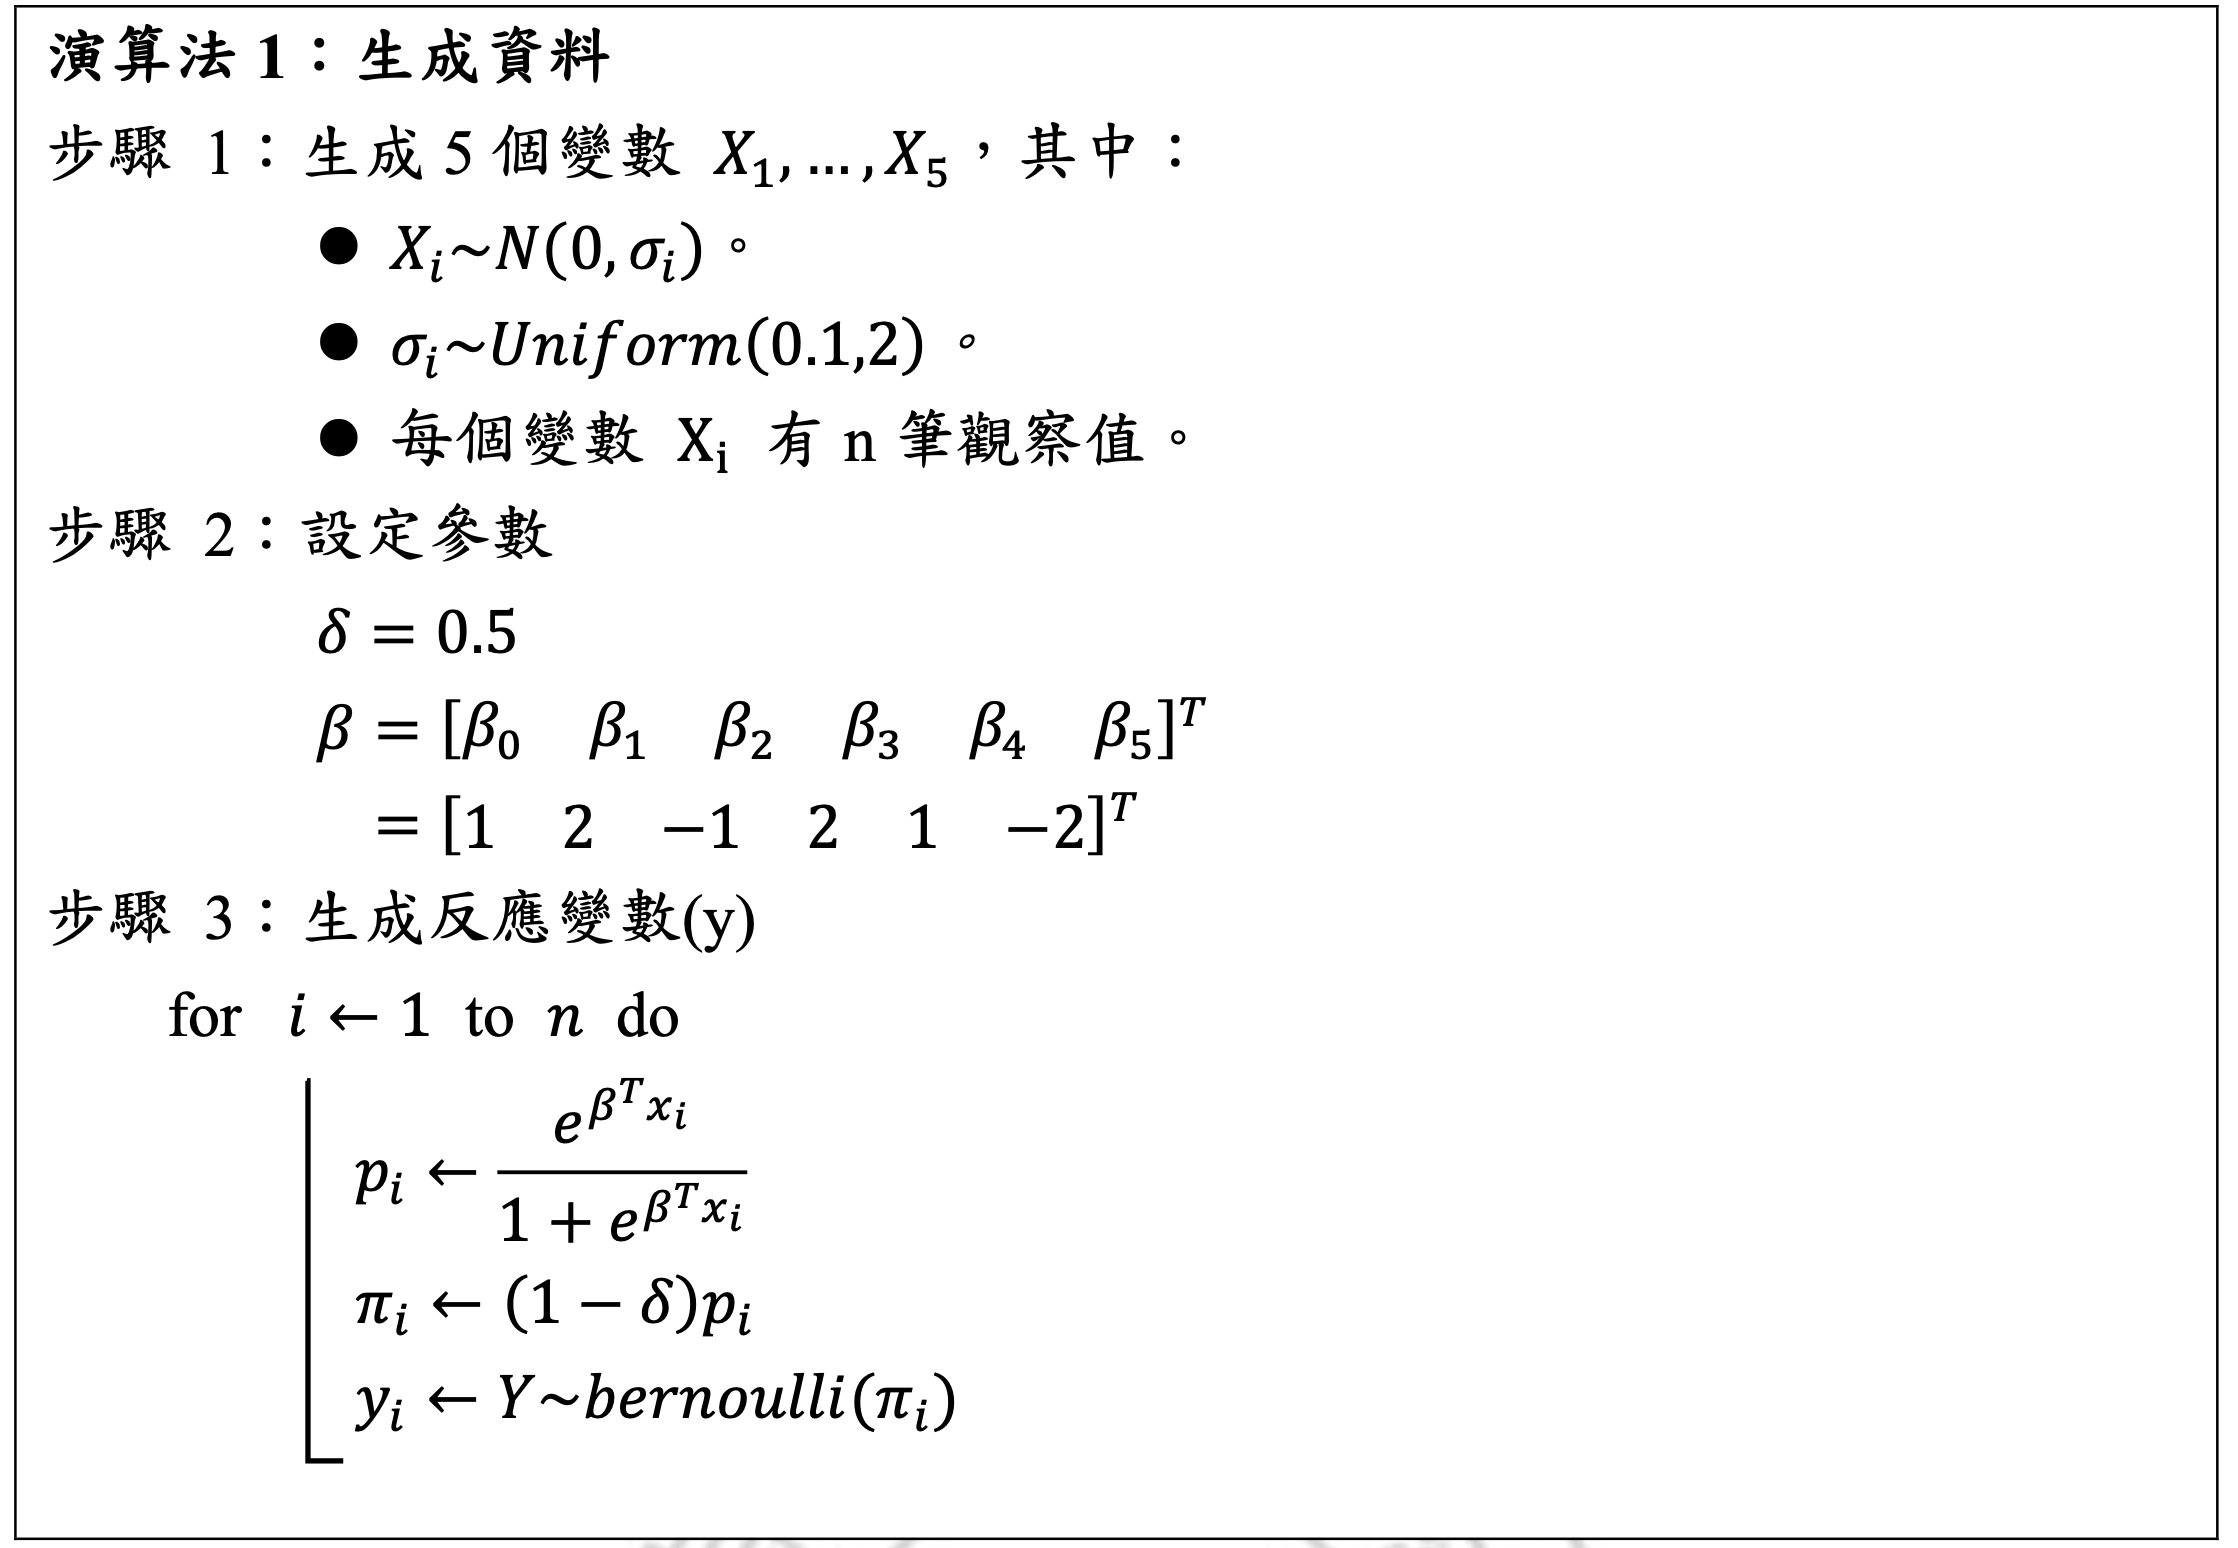 演算法 1：生成資料
步驟 1：生成 5 個變數 X₁, … , X₅，其中：
● Xᵢ~N(0, σᵢ)。
● σᵢ~Uniform(0.1,2)。
● 每個變數 Xᵢ 有 n 筆觀察值。
步驟 2：設定參數
δ = 0.5
β = [β₀ β₁ β₂ β₃ β₄ β₅]ᵀ
= [1 2 −1 2 1 −2]ᵀ
步驟 3：生成反應變數(y)
for i ← 1 to n do
pᵢ ← e^{βᵀxᵢ} / (1 + e^{βᵀxᵢ})
πᵢ ← (1 − δ)pᵢ
yᵢ ← Y~bernoulli(πᵢ)